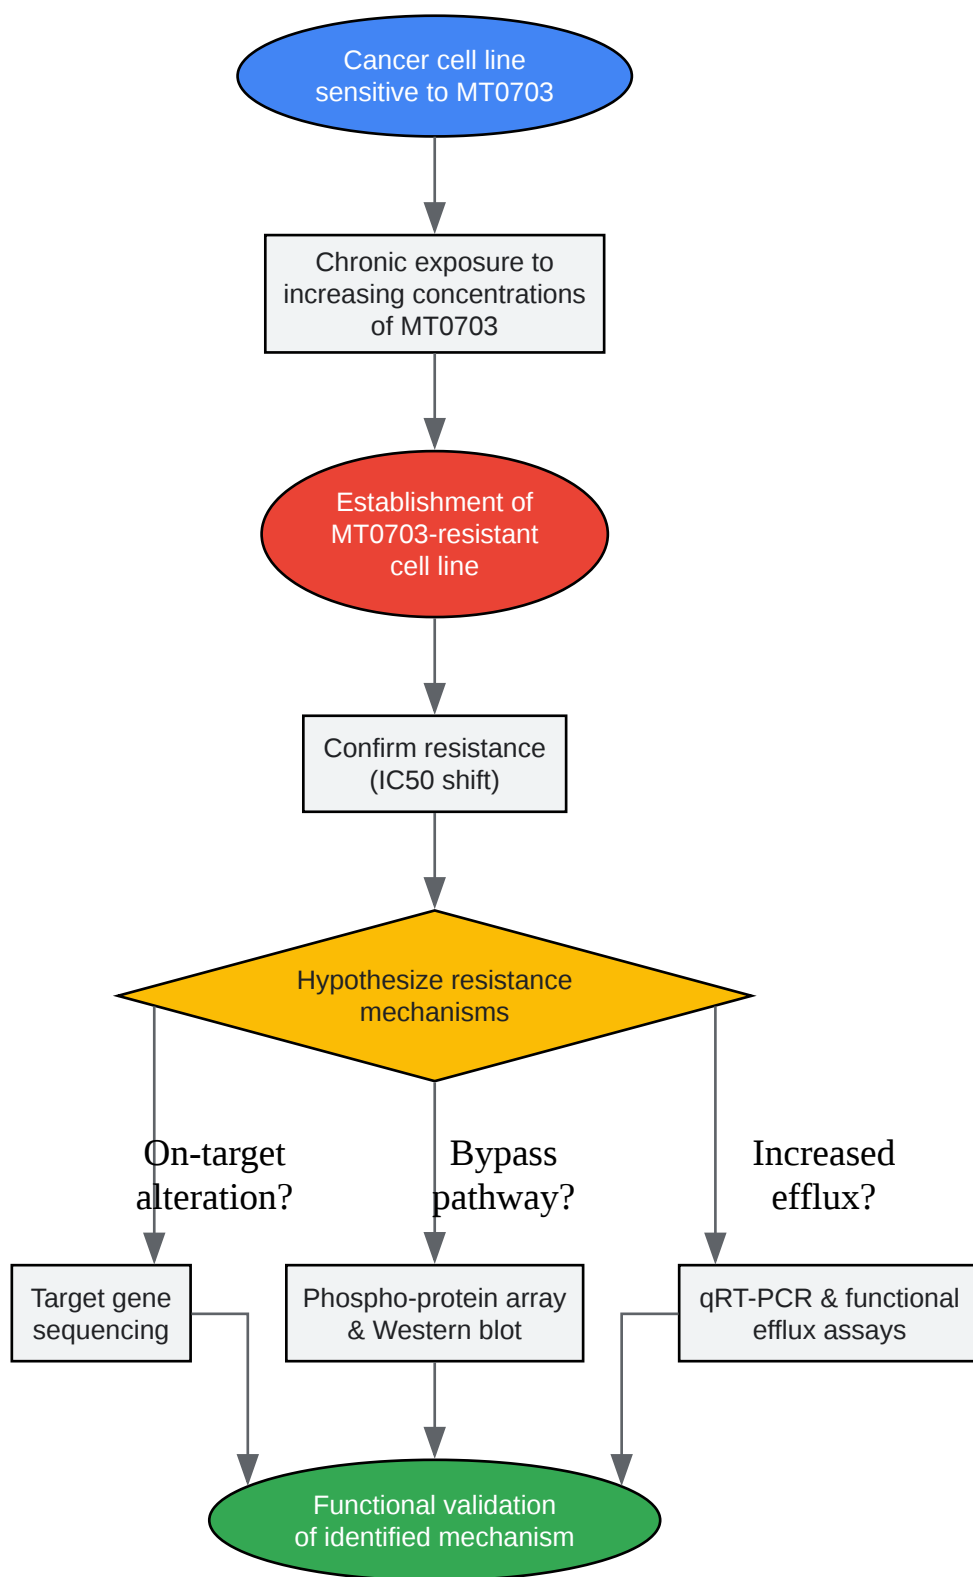 Cancer cell line
sensitive to MT0703
Chronic exposure to
increasing concentrations
of MT0703
Establishment of
MT0703-resistant
cell line
Confirm resistance
(IC50 shift)
Hypothesize resistance
mechanisms
On-target
alteration?
Bypass
pathway?
Increased
efflux?
Target gene
sequencing
Phospho-protein array
& Western blot
qRT-PCR & functional
efflux assays
Functional validation
of identified mechanism